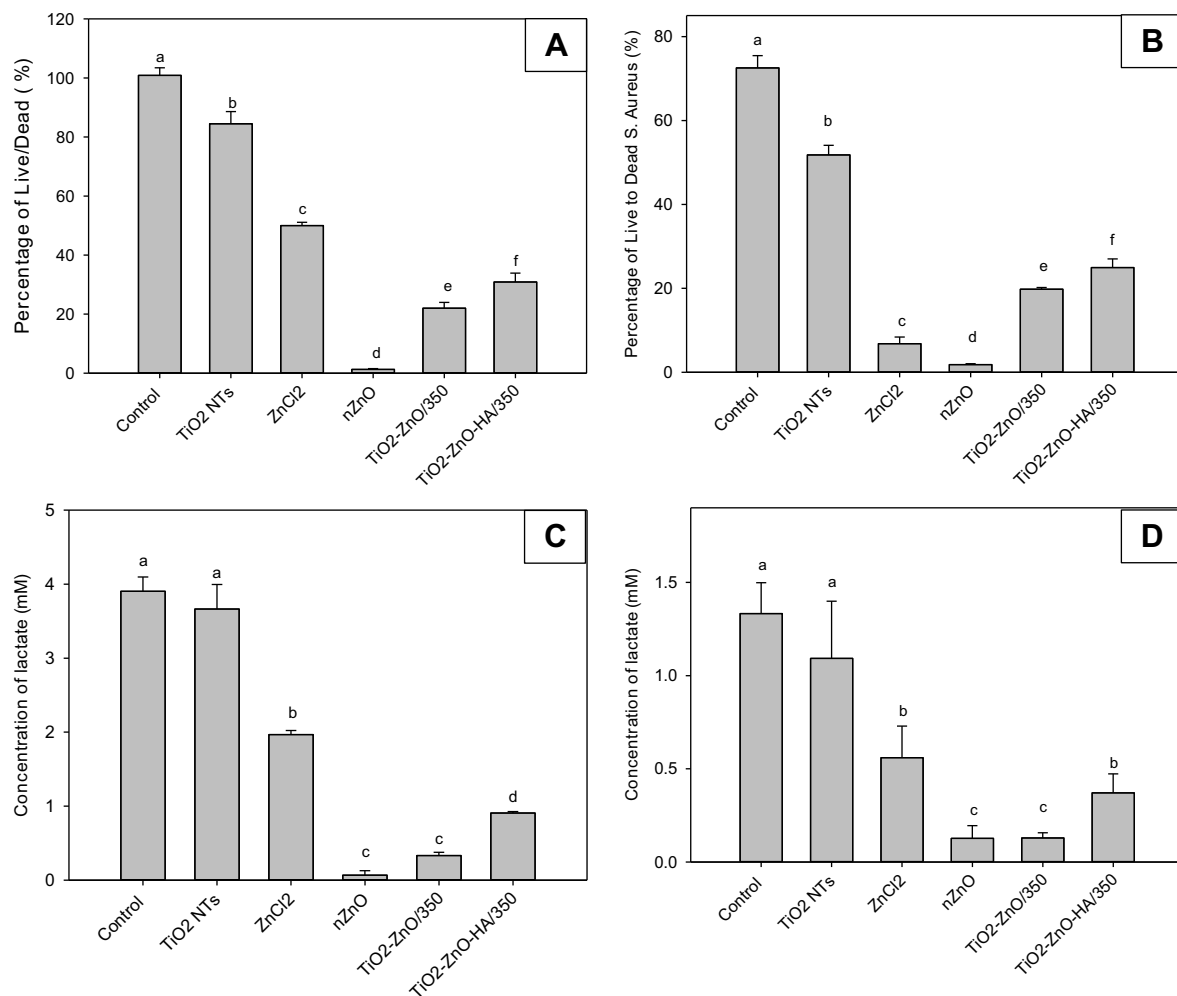 A
Percentage of Live/Dead ( %)
120
100
80
60
40
20
0
a
b
c
d
e
f
Control
TiO2 NTs
ZnCl2
nZnO
TiO2-ZnO/350
TiO2-ZnO-HA/350
B
Percentage of Live to Dead S. Aureus (%)
80
60
40
20
0
a
b
c
d
e
f
Control
TiO2 NTs
ZnCl2
nZnO
TiO2-ZnO/350
TiO2-ZnO-HA/350
C
Concentration of lactate (mM)
5
4
3
2
1
0
a
a
b
c
c
d
Control
TiO2 NTs
ZnCl2
nZnO
TiO2-ZnO/350
TiO2-ZnO-HA/350
D
Concentration of lactate (mM)
1.5
1.0
0.5
0.0
a
a
b
c
c
b
Control
TiO2 NTs
ZnCl2
nZnO
TiO2-ZnO/350
TiO2-ZnO-HA/350